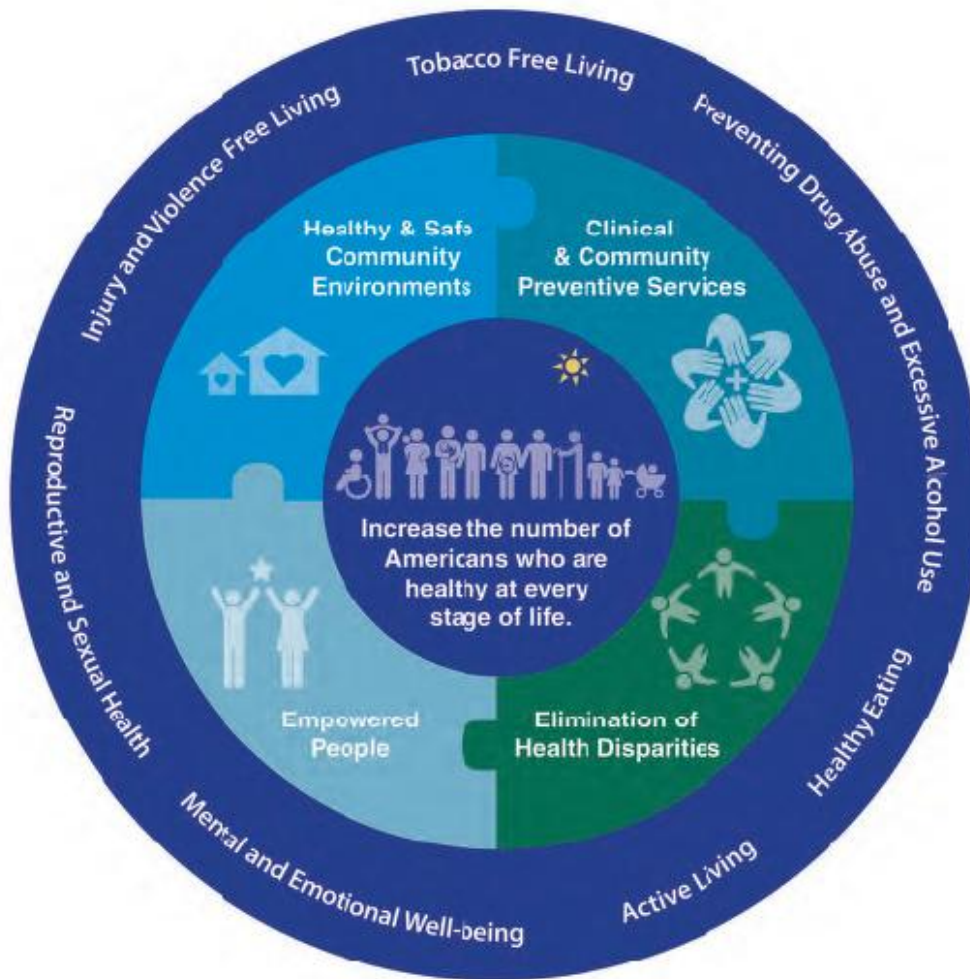 Tobacco Free Living
Preventing Drug Abuse and Excessive Alcohol Use
Healthy Eating
Active Living
Mental and Emotional Well-being
Reproductive and Sexual Health
Injury and Violence Free Living
Healthy & Safe
Community
Environments
Clinical
& Community
Preventive Services
Elimination of
Health Disparities
Empowered
People
Increase the number of
Americans who are
healthy at every
stage of life.